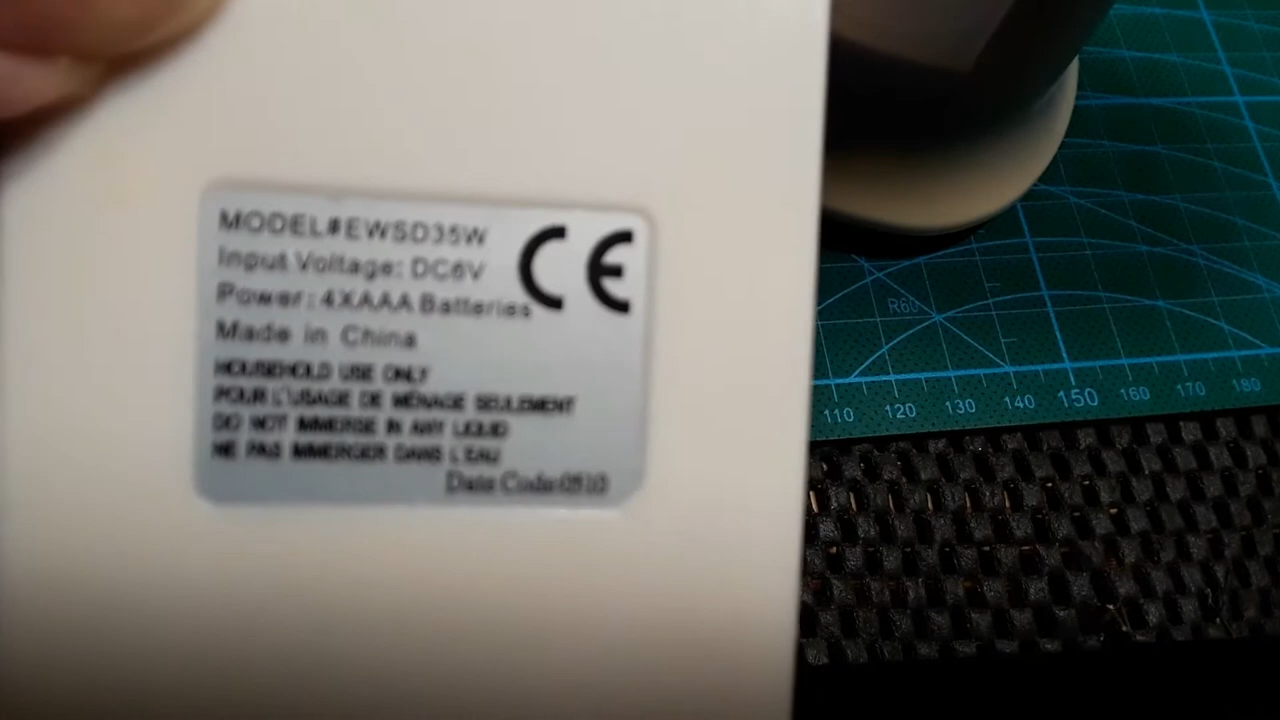 MODEL#EWSD35W
Input Voltage: DC6V
Power: 4XAAA Batteries
Made in China
HOUSEHOLD USE ONLY
POUR L'USAGE DE MÉNAGE SEULEMENT
DO NOT IMMERSE IN ANY LIQUID
NE PAS IMMERGER DANS L'EAU
Date Code:0510
CE
R60
110 120 130 140 150 160 170 180